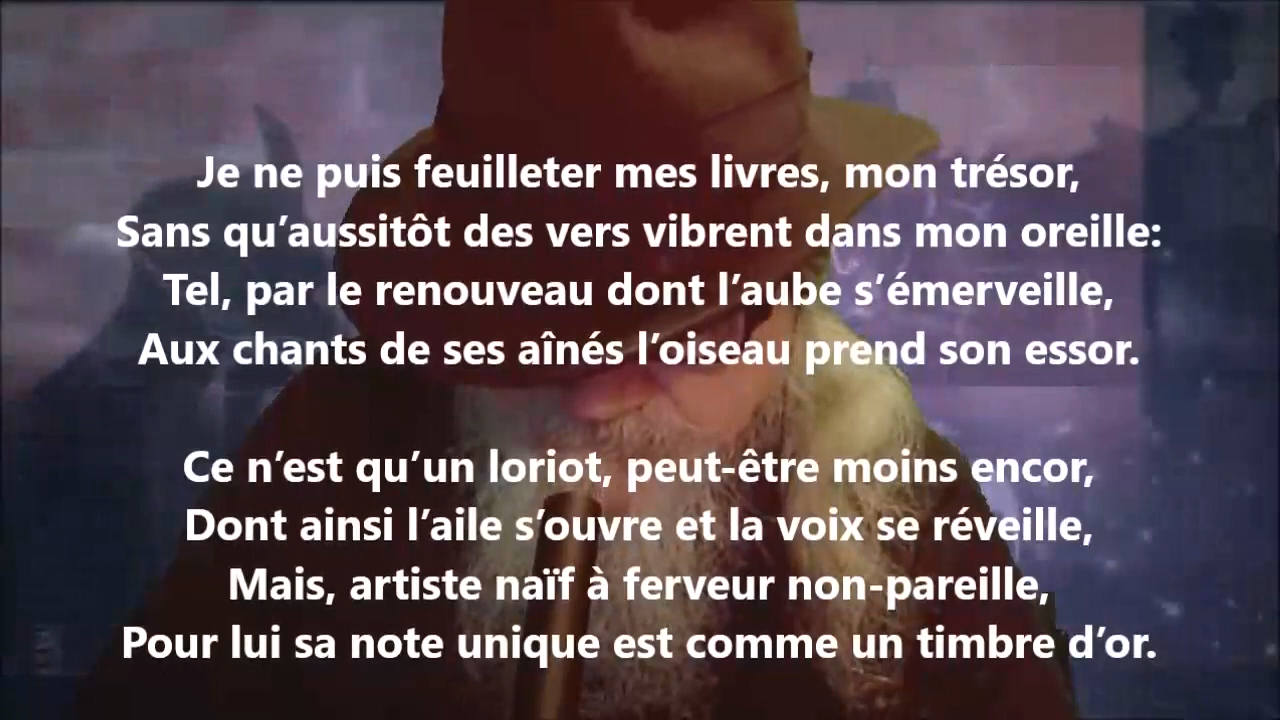 Je ne puis feuilleter mes livres, mon trésor,
Sans qu’aussitôt des vers vibrent dans mon oreille:
Tel, par le renouveau dont l’aube s’émerveille,
Aux chants de ses aînés l’oiseau prend son essor.
Ce n’est qu’un loriot, peut-être moins encor,
Dont ainsi l’aile s’ouvre et la voix se réveille,
Mais, artiste naïf à ferveur non-pareille,
Pour lui sa note unique est comme un timbre d’or.